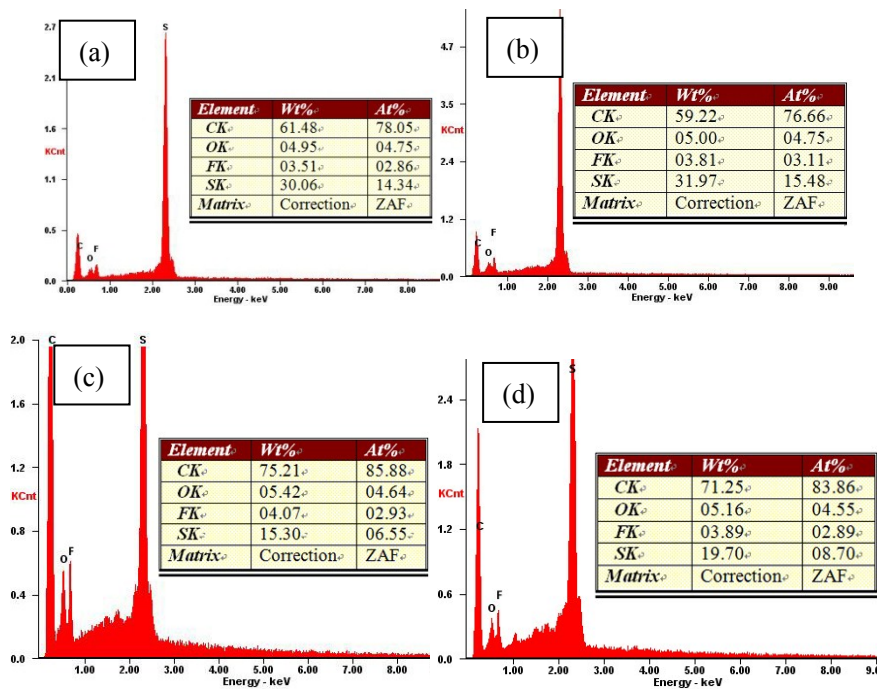 (a)
S
2.7
2.1
1.6
KCnt
1.1
0.5
0.0
C
O
F
Element Wt% At%
CK 61.48 78.05
OK 04.95 04.75
FK 03.51 02.86
SK 30.06 14.34
Matrix Correction ZAF
0.00 1.00 2.00 3.00 4.00 5.00 6.00 7.00 8.00
Energy - keV
(b)
4.7
3.5
KCnt
2.4
1.2
0.0
C
O
F
Element Wt% At%
CK 59.22 76.66
OK 05.00 04.75
FK 03.81 03.11
SK 31.97 15.48
Matrix Correction ZAF
1.00 2.00 3.00 4.00 5.00 6.00 7.00 8.00 9.00
Energy - keV
(c)
C
S
2.0
1.6
1.2
KCnt
0.8
0.4
0.0
O
F
Element Wt% At%
CK 75.21 85.88
OK 05.42 04.64
FK 04.07 02.93
SK 15.30 06.55
Matrix Correction ZAF
1.00 2.00 3.00 4.00 5.00 6.00 7.00 8.00
Energy - keV
(d)
S
2.4
1.8
KCnt
1.2
0.6
0.0
C
O
F
Element Wt% At%
CK 71.25 83.86
OK 05.16 04.55
FK 03.89 02.89
SK 19.70 08.70
Matrix Correction ZAF
1.00 2.00 3.00 4.00 5.00 6.00 7.00 8.00 9.0
Energy - keV